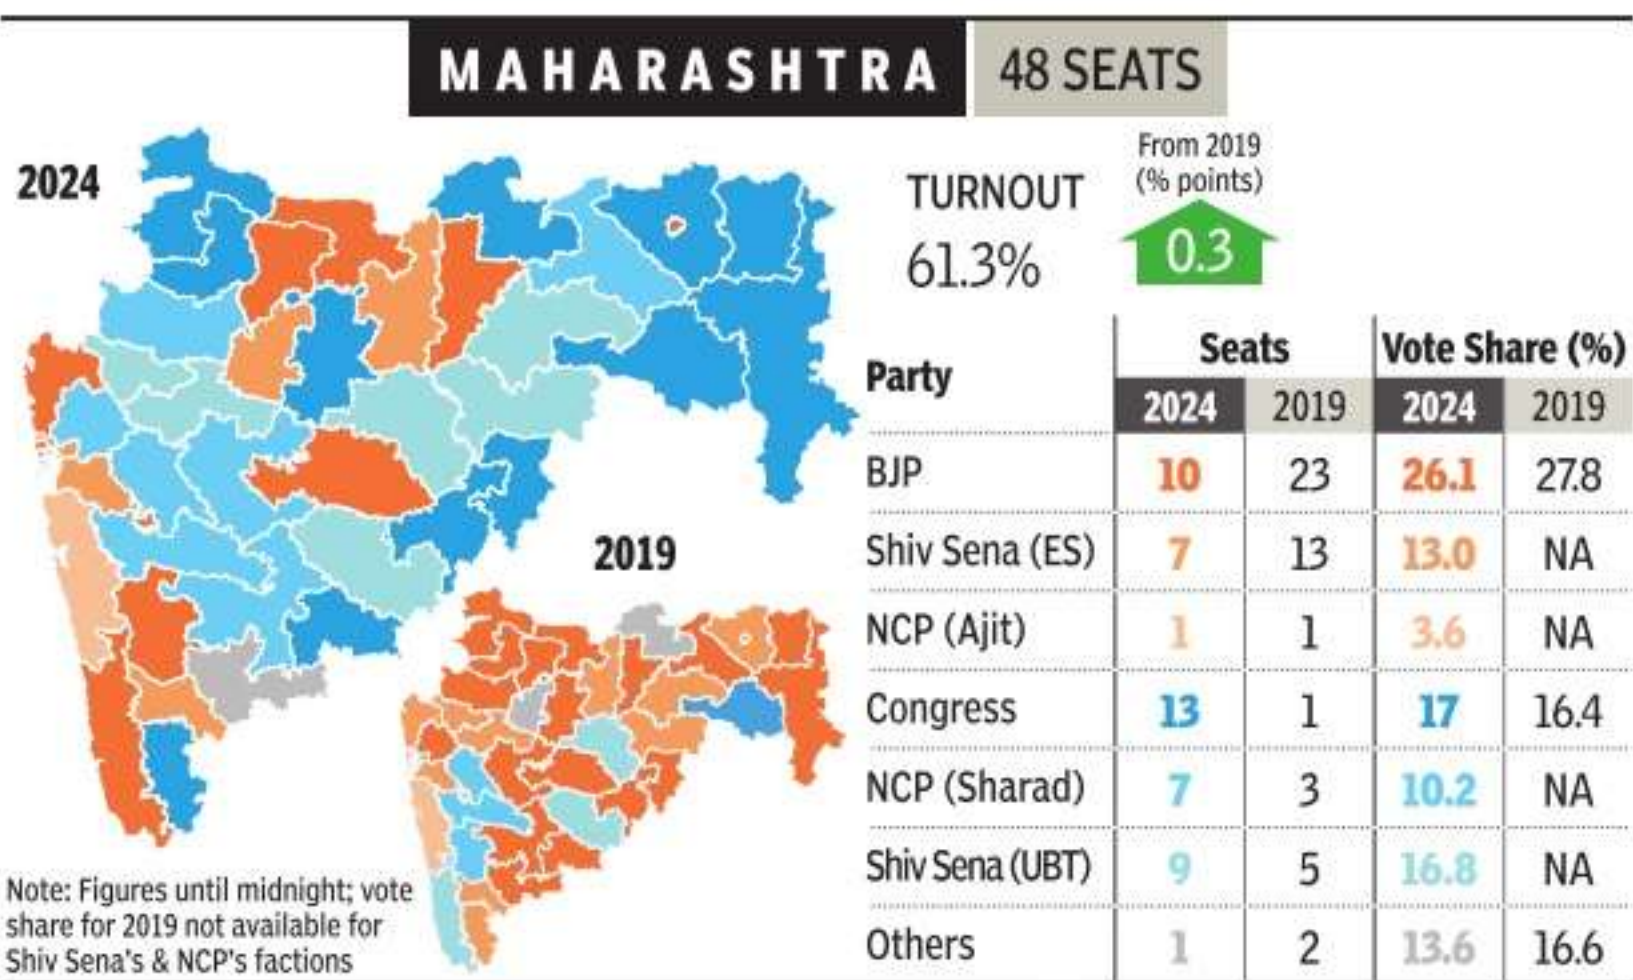 MAHARASHTRA 48 SEATS
2024
TURNOUT
61.3%
From 2019
(% points)
0.3
Party Seats Vote Share (%)
2024 2019 2024 2019
BJP 10 23 26.1 27.8
Shiv Sena (ES) 7 13 13.0 NA
NCP (Ajit) 1 1 3.6 NA
Congress 13 1 17 16.4
NCP (Sharad) 7 3 10.2 NA
Shiv Sena (UBT) 9 5 16.8 NA
Others 1 2 13.6 16.6
2019
Note: Figures until midnight; vote
share for 2019 not available for
Shiv Sena's & NCP's factions